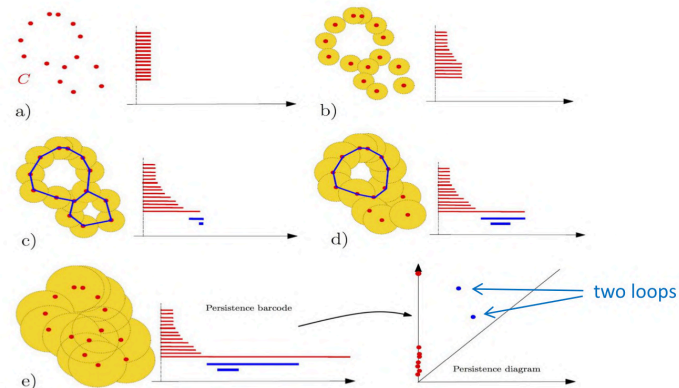 C
a)
b)
c)
d)
two loops
Persistence barcode
Persistence diagram
e)